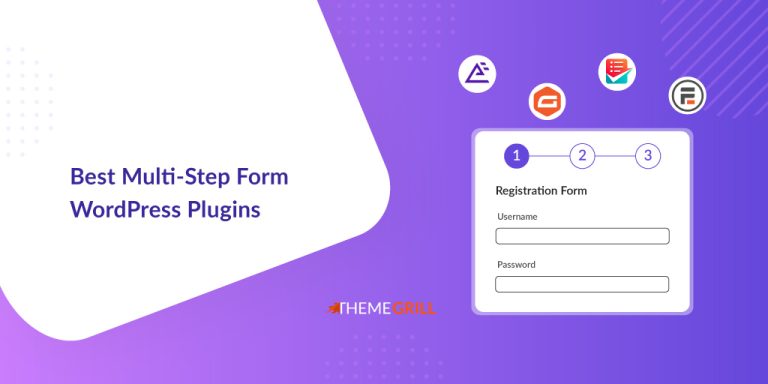 Best Multi-Step Form
WordPress Plugins
1 2 3
Registration Form
Username
Password
THEMEGRILL